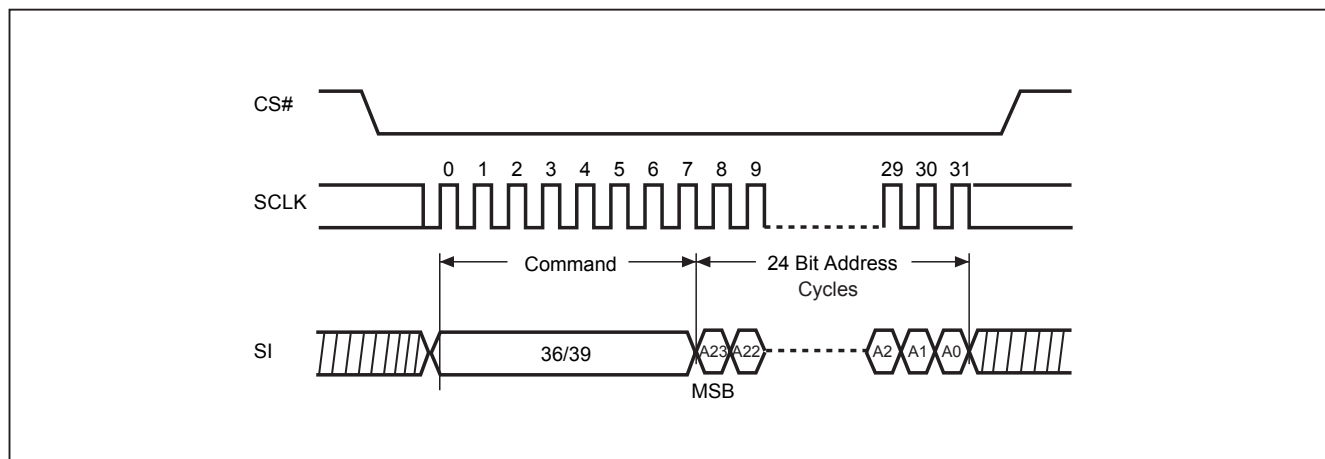 CS#
0 1 2 3 4 5 6 7 8 9 29 30 31
SCLK
Command
24 Bit Address
Cycles
SI
36/39
A23 A22 A2 A1 A0
MSB